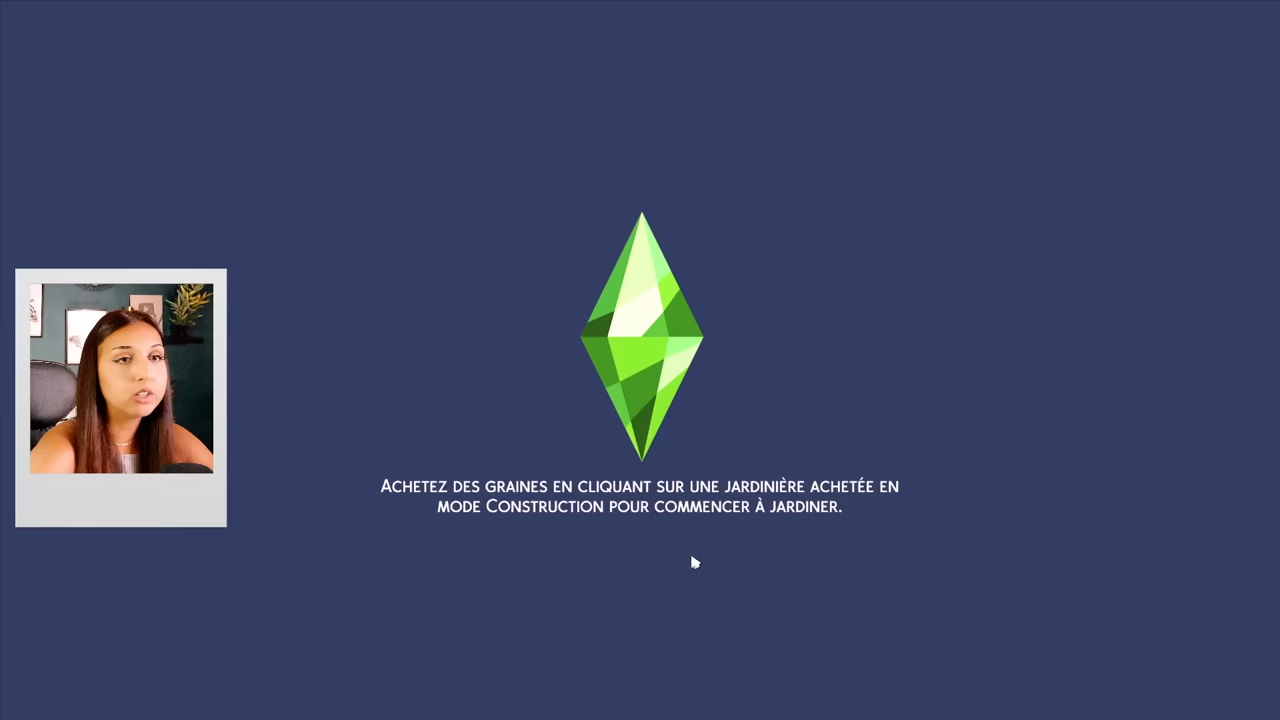 Achetez des graines en cliquant sur une jardinière achetée en
mode Construction pour commencer à jardiner.